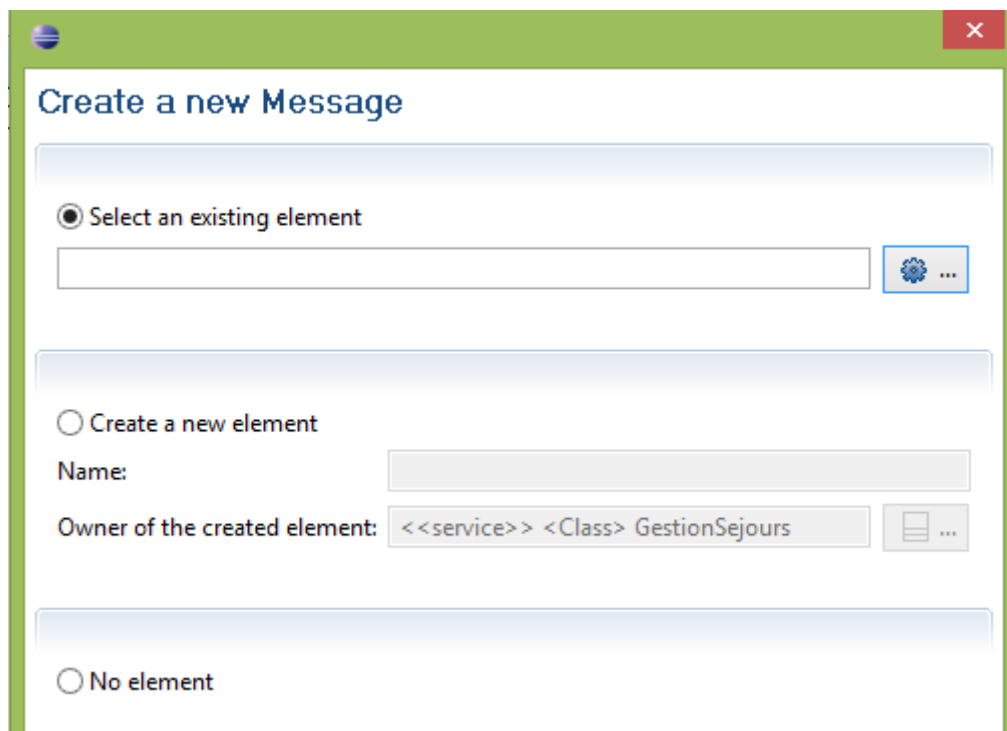 Create a new Message
Select an existing element
...
Create a new element
Name:
Owner of the created element: <<service>> <Class> GestionSejours ...
No element